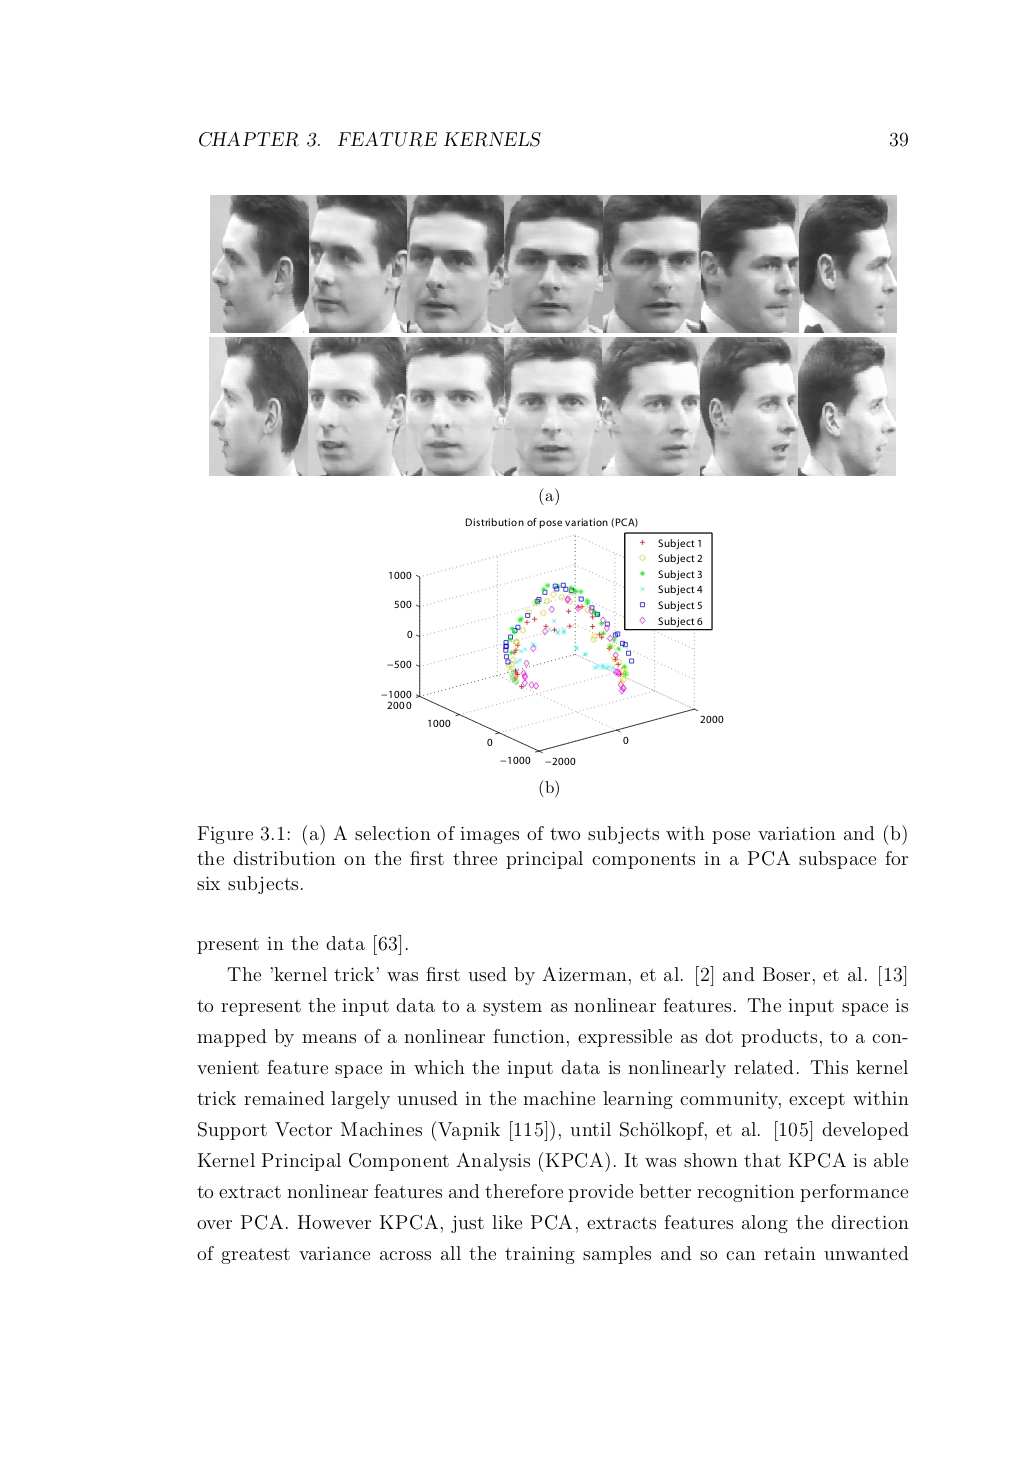 CHAPTER 3. FEATURE KERNELS 39
(a)
Distribution of pose variation (PCA)
Subject 1
Subject 2
Subject 3
Subject 4
Subject 5
Subject 6
1000
500
0
−500
−1000
2000
1000
0
−1000
−2000
0
2000
(b)
Figure 3.1: (a) A selection of images of two subjects with pose variation and (b)
the distribution on the first three principal components in a PCA subspace for
six subjects.
present in the data [63].
The 'kernel trick' was first used by Aizerman, et al. [2] and Boser, et al. [13]
to represent the input data to a system as nonlinear features. The input space is
mapped by means of a nonlinear function, expressible as dot products, to a con-
venient feature space in which the input data is nonlinearly related. This kernel
trick remained largely unused in the machine learning community, except within
Support Vector Machines (Vapnik [115]), until Schölkopf, et al. [105] developed
Kernel Principal Component Analysis (KPCA). It was shown that KPCA is able
to extract nonlinear features and therefore provide better recognition performance
over PCA. However KPCA, just like PCA, extracts features along the direction
of greatest variance across all the training samples and so can retain unwanted